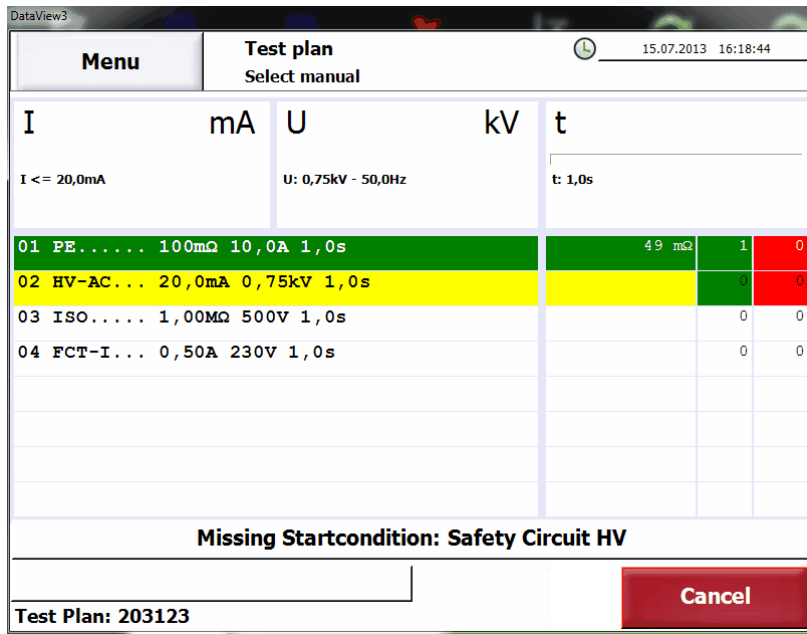 DataView3
Menu
Test plan
Select manual
15.07.2013 16:18:44
I mA
I <= 20,0mA
U kV
U: 0,75kV - 50,0Hz
t
t: 1,0s
01 PE...... 100mΩ 10,0A 1,0s 49 mΩ 1 0
02 HV-AC... 20,0mA 0,75kV 1,0s 0 0
03 ISO..... 1,00MΩ 500V 1,0s 0 0
04 FCT-I... 0,50A 230V 1,0s 0 0
Missing Startcondition: Safety Circuit HV
Cancel
Test Plan: 203123